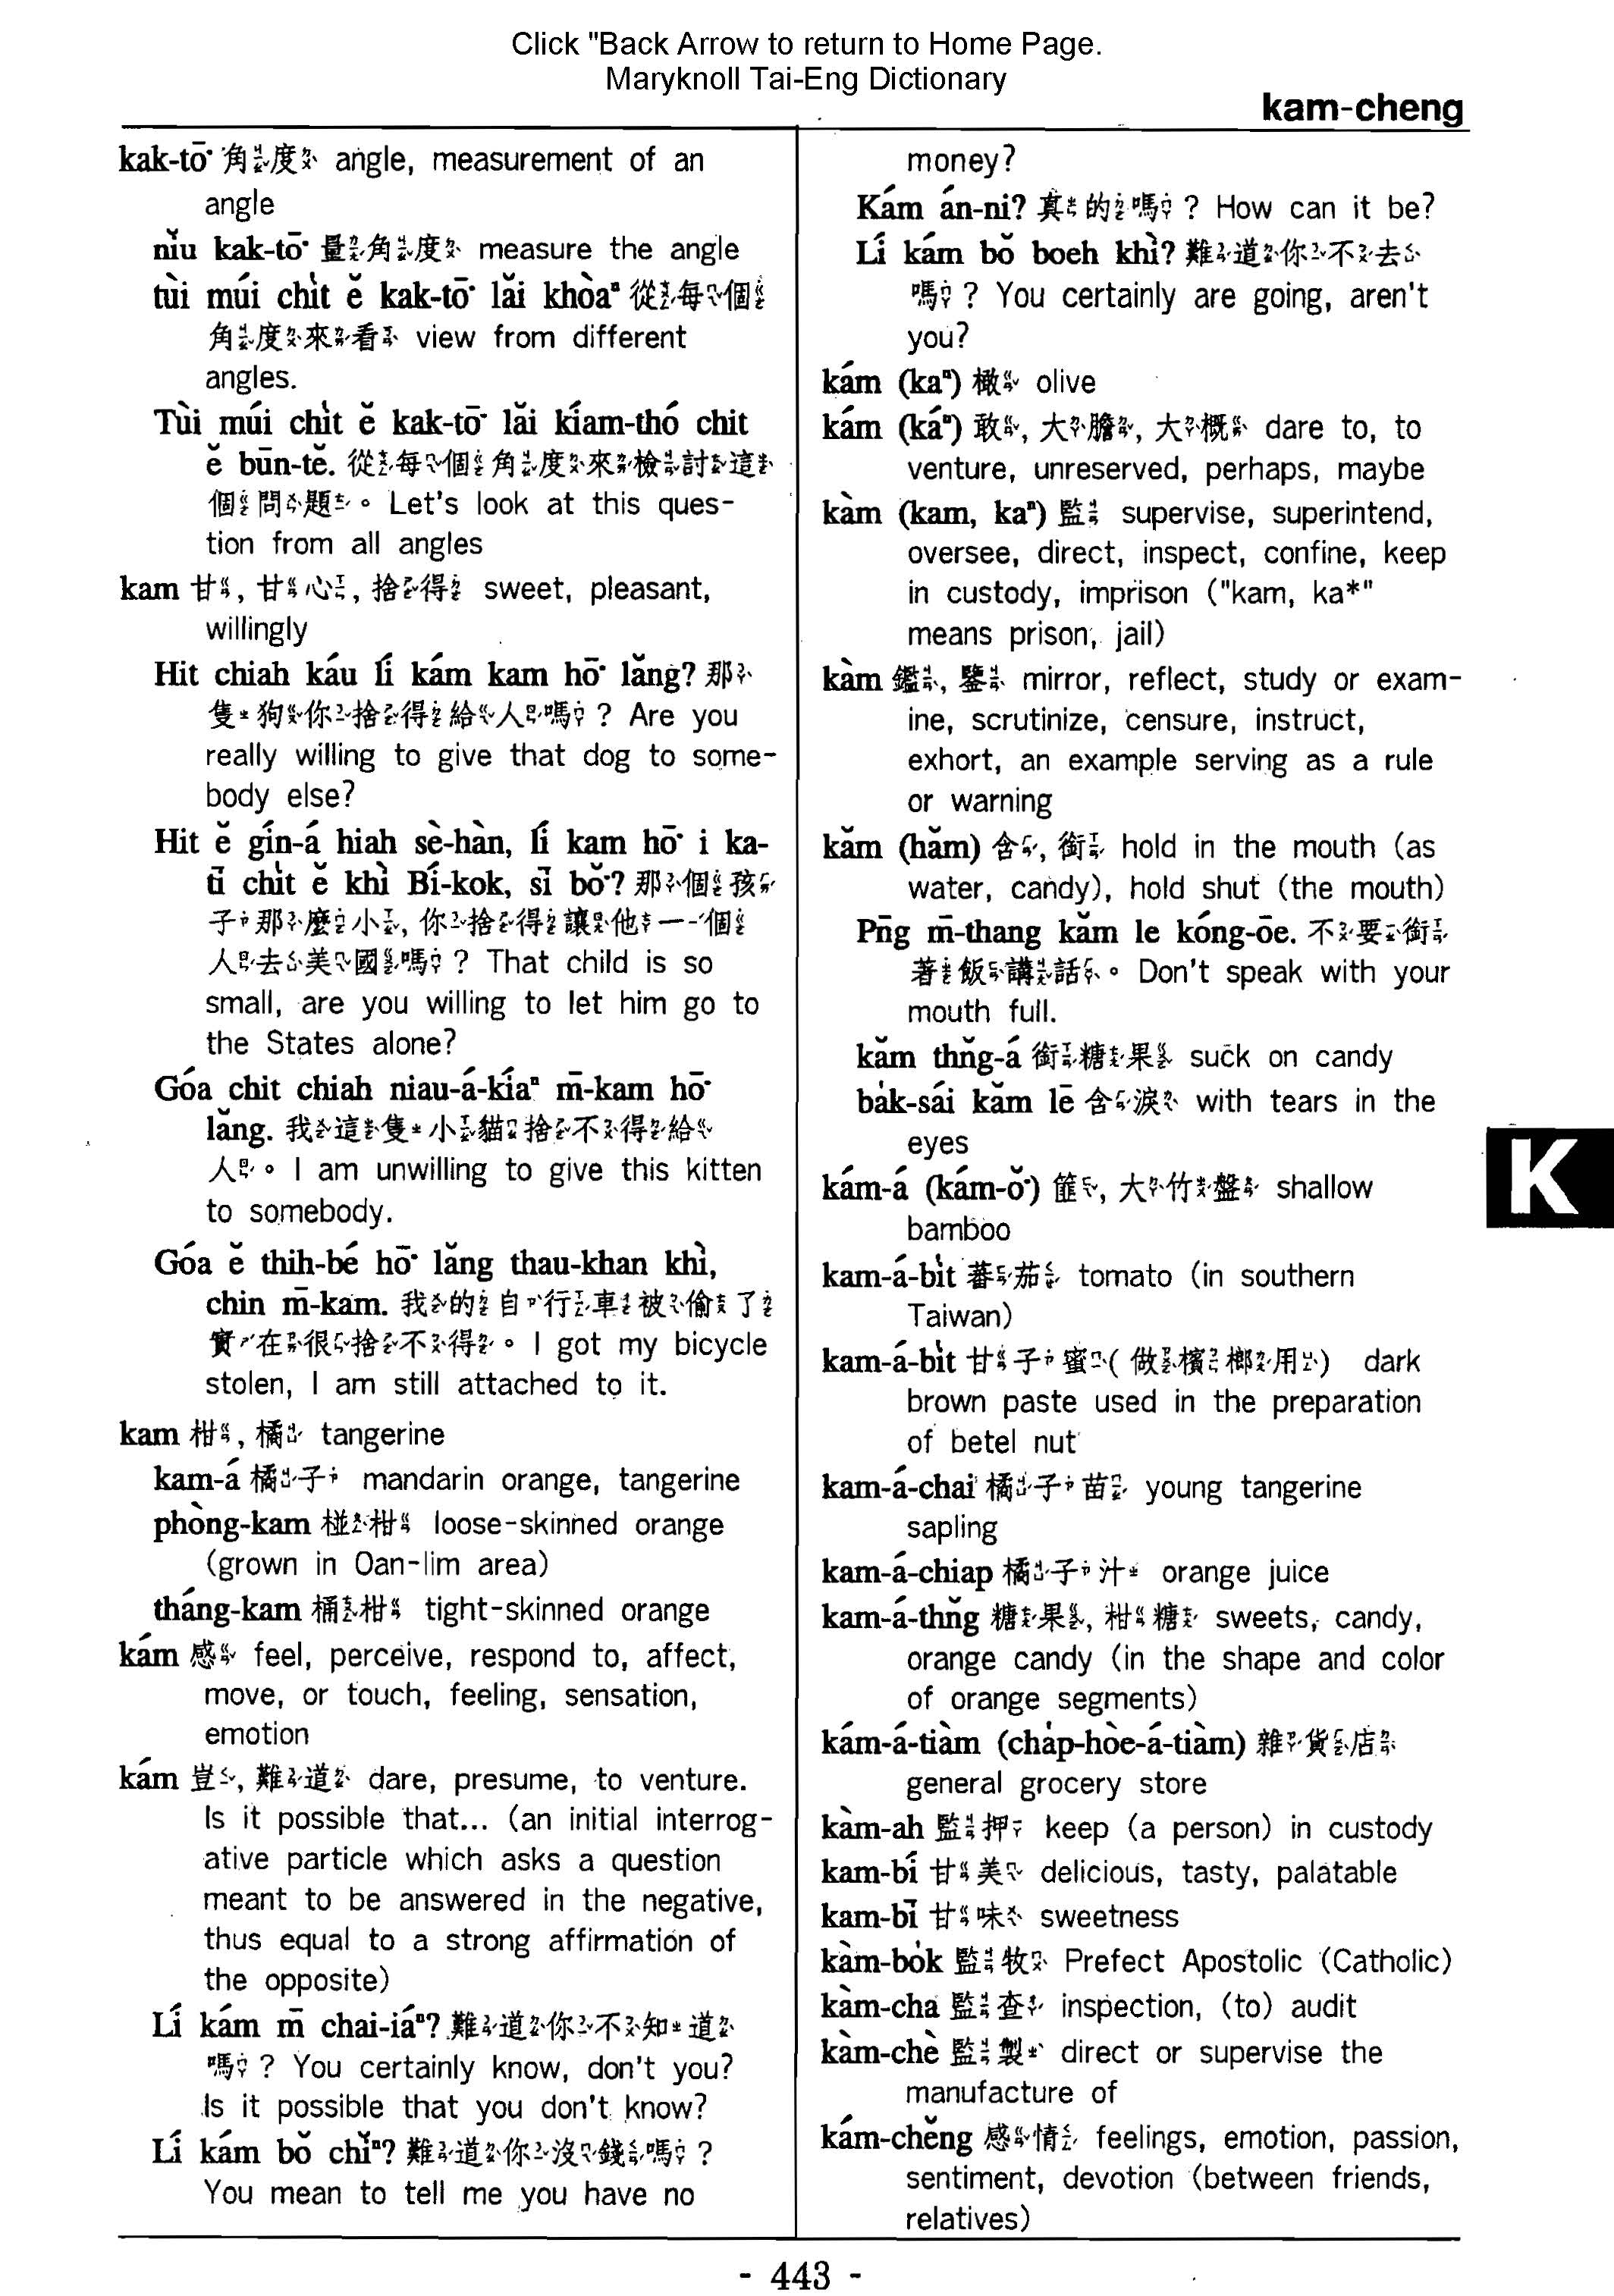 Click "Back Arrow to return to Home Page.
Maryknoll Tai-Eng Dictionary
kam-cheng
kak-tō͘ 角度 angle, measurement of an
angle
niŭ kak-tō͘ 量角度 measure the angle
tùi múi chi̍t ĕ kak-tō͘ lăi khòaⁿ 從每個
角度來看 view from different
angles.
Tùi múi chi̍t ĕ kak-tō͘ lăi kiám-thó chit
ĕ būn-tĕ. 從每個角度來檢討這
個問題。 Let's look at this ques-
tion from all angles
kam 甘, 甘心, 捨得 sweet, pleasant,
willingly
Hit chiah káu lí kám kam hō͘ lăng? 那
隻狗你捨得給人嗎? Are you
really willing to give that dog to some-
body else?
Hit ĕ gín-á hiah sè-hàn, lí kam hō͘ i ka-
tī chi̍t ĕ khì Bí-kok, sī bŏ͘? 那個孩
子那麼小, 你捨得讓他一個
人去美國嗎? That child is so
small, are you willing to let him go to
the States alone?
Góa chit chiah niau-á-kíaⁿ m̄-kam hō͘
lăng. 我這隻小貓捨不得給
人。 I am unwilling to give this kitten
to somebody.
Góa ĕ thih-bé hō͘ lăng thau-khan khì,
chin m̄-kam. 我的自行車被偷了
實在很捨不得。 I got my bicycle
stolen, I am still attached to it.
kam 柑, 橘 tangerine
kam-á 橘子 mandarin orange, tangerine
phòng-kam 椪柑 loose-skinned orange
(grown in Oan-lim area)
tháng-kam 桶柑 tight-skinned orange
kám 感 feel, perceive, respond to, affect,
move, or touch, feeling, sensation,
emotion
kám 豈, 難道 dare, presume, to venture.
Is it possible that... (an initial interrog-
ative particle which asks a question
meant to be answered in the negative,
thus equal to a strong affirmation of
the opposite)
Lí kám m̄ chai-iáⁿ? 難道你不知道
嗎? You certainly know, don't you?
Is it possible that you don't know?
Lí kám bŏ chĭⁿ? 難道你沒錢嗎?
You mean to tell me you have no
money?
Kám án-ni? 真的嗎? How can it be?
Lí kám bŏ boeh khì? 難道你不去
嗎? You certainly are going, aren't
you?
kám (kaⁿ) 橄 olive
kám (káⁿ) 敢, 大膽, 大概 dare to, to
venture, unreserved, perhaps, maybe
kàm (kam, kaⁿ) 監 supervise, superintend,
oversee, direct, inspect, confine, keep
in custody, imprison ("kam, ka*"
means prison, jail)
kàm 鑑, 鑒 mirror, reflect, study or exam-
ine, scrutinize, censure, instruct,
exhort, an example serving as a rule
or warning
kăm (hăm) 含, 銜 hold in the mouth (as
water, candy), hold shut (the mouth)
Pn̄g m̄-thang kăm le kóng-ōe. 不要銜
著飯講話。 Don't speak with your
mouth full.
kăm thn̆g-á 銜糖果 suck on candy
ba̍k-sái kăm lē 含淚 with tears in the
eyes
kám-á (kám-ŏ͘) 篚, 大竹盤 shallow
bamboo
kam-á-bi̍t 蕃茄 tomato (in southern
Taiwan)
kam-á-bi̍t 甘子蜜(做檳榔用) dark
brown paste used in the preparation
of betel nut
kam-á-chai 橘子苗 young tangerine
sapling
kam-á-chiap 橘子汁 orange juice
kam-á-thn̆g 糖果, 柑糖 sweets, candy,
orange candy (in the shape and color
of orange segments)
kám-á-tiàm (cha̍p-hòe-á-tiàm) 雜貨店
general grocery store
kàm-ah 監押 keep (a person) in custody
kam-bí 甘美 delicious, tasty, palatable
kam-bī 甘味 sweetness
kàm-bo̍k 監牧 Prefect Apostolic (Catholic)
kàm-cha 監查 inspection, (to) audit
kàm-chè 監製 direct or supervise the
manufacture of
kám-chĕng 感情 feelings, emotion, passion,
sentiment, devotion (between friends,
relatives)
K
- 443 -